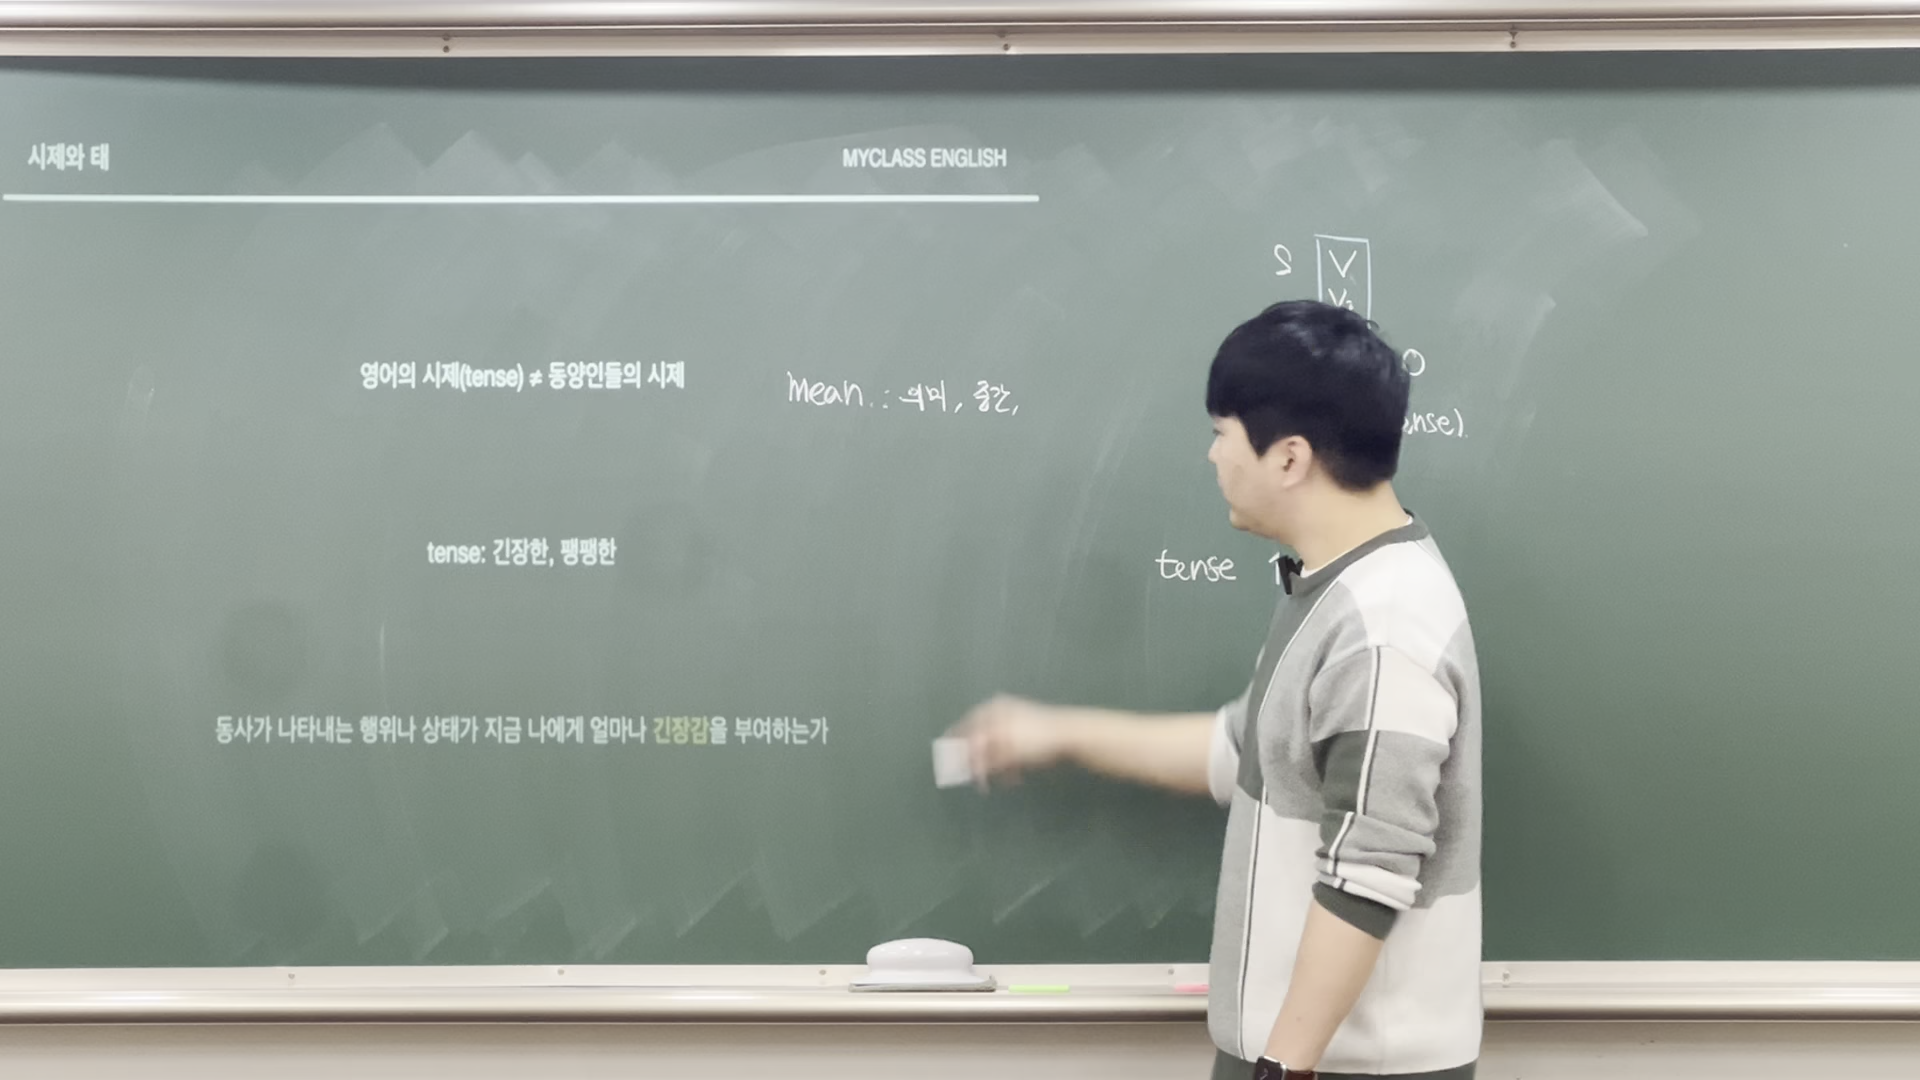 시제와 태
MYCLASS ENGLISH
S V
영어의 시제(tense) ≠ 동양인들의 시제
mean. : 의미, 중간,
O
tense: 긴장한, 팽팽한
tense
동사가 나타내는 행위나 상태가 지금 나에게 얼마나 긴장감을 부여하는가